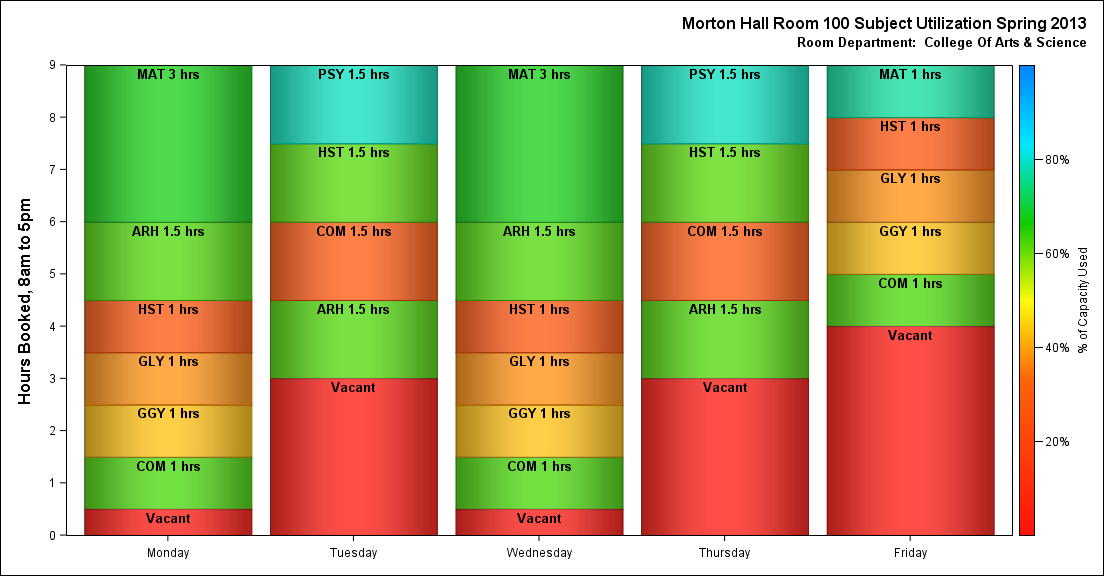 Morton Hall Room 100 Subject Utilization Spring 2013
Room Department:  College Of Arts & Science
Hours Booked, 8am to 5pm
9
8
7
6
5
4
3
2
1
0
MAT 3 hrs
ARH 1.5 hrs
HST 1 hrs
GLY 1 hrs
GGY 1 hrs
COM 1 hrs
Vacant
Monday
PSY 1.5 hrs
HST 1.5 hrs
COM 1.5 hrs
ARH 1.5 hrs
Vacant
Tuesday
MAT 3 hrs
ARH 1.5 hrs
HST 1 hrs
GLY 1 hrs
GGY 1 hrs
COM 1 hrs
Vacant
Wednesday
PSY 1.5 hrs
HST 1.5 hrs
COM 1.5 hrs
ARH 1.5 hrs
Vacant
Thursday
MAT 1 hrs
HST 1 hrs
GLY 1 hrs
GGY 1 hrs
COM 1 hrs
Vacant
Friday
80%
60%
40%
20%
% of Capacity Used